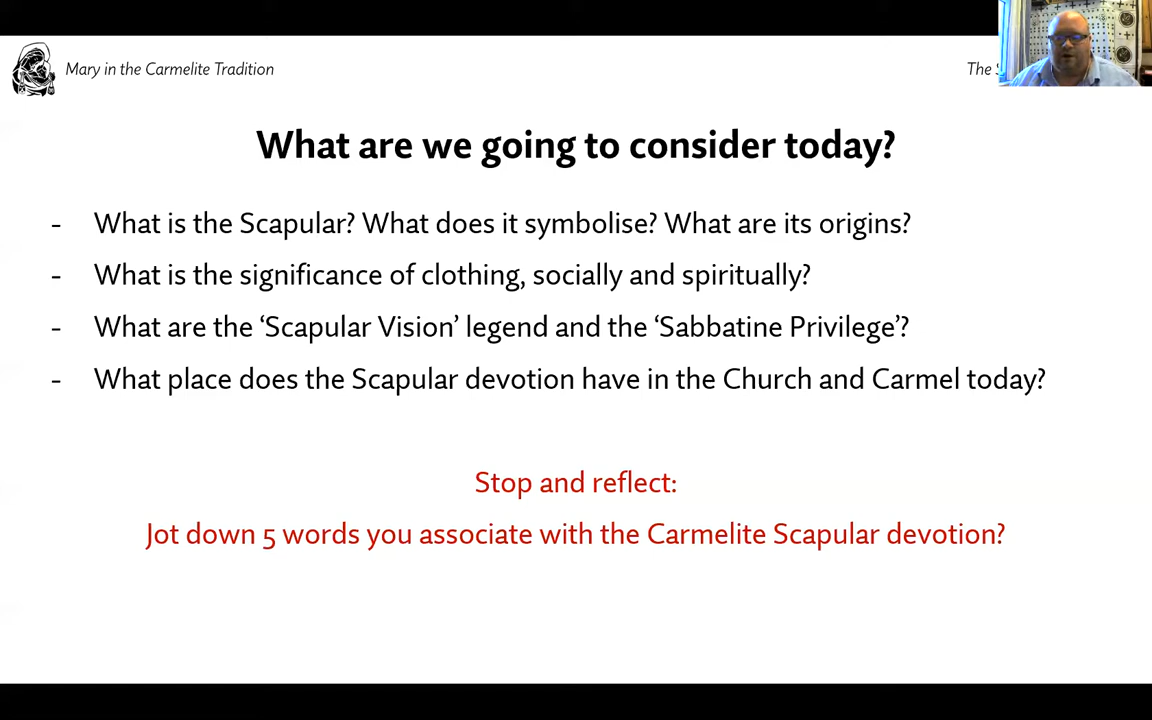 Mary in the Carmelite Tradition
The
What are we going to consider today?
- What is the Scapular? What does it symbolise? What are its origins?
- What is the significance of clothing, socially and spiritually?
- What are the ‘Scapular Vision’ legend and the ‘Sabbatine Privilege’?
- What place does the Scapular devotion have in the Church and Carmel today?
Stop and reflect:
Jot down 5 words you associate with the Carmelite Scapular devotion?